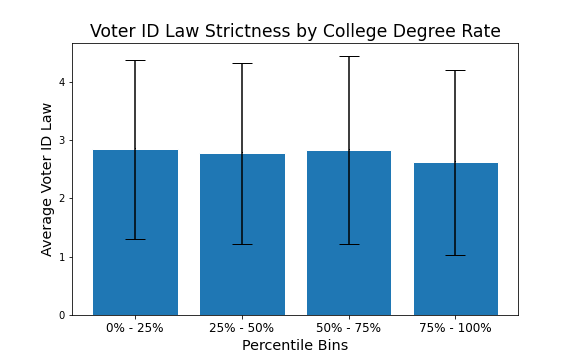 Voter ID Law Strictness by College Degree Rate
Average Voter ID Law
4
3
2
1
0
0% - 25%
25% - 50%
50% - 75%
75% - 100%
Percentile Bins